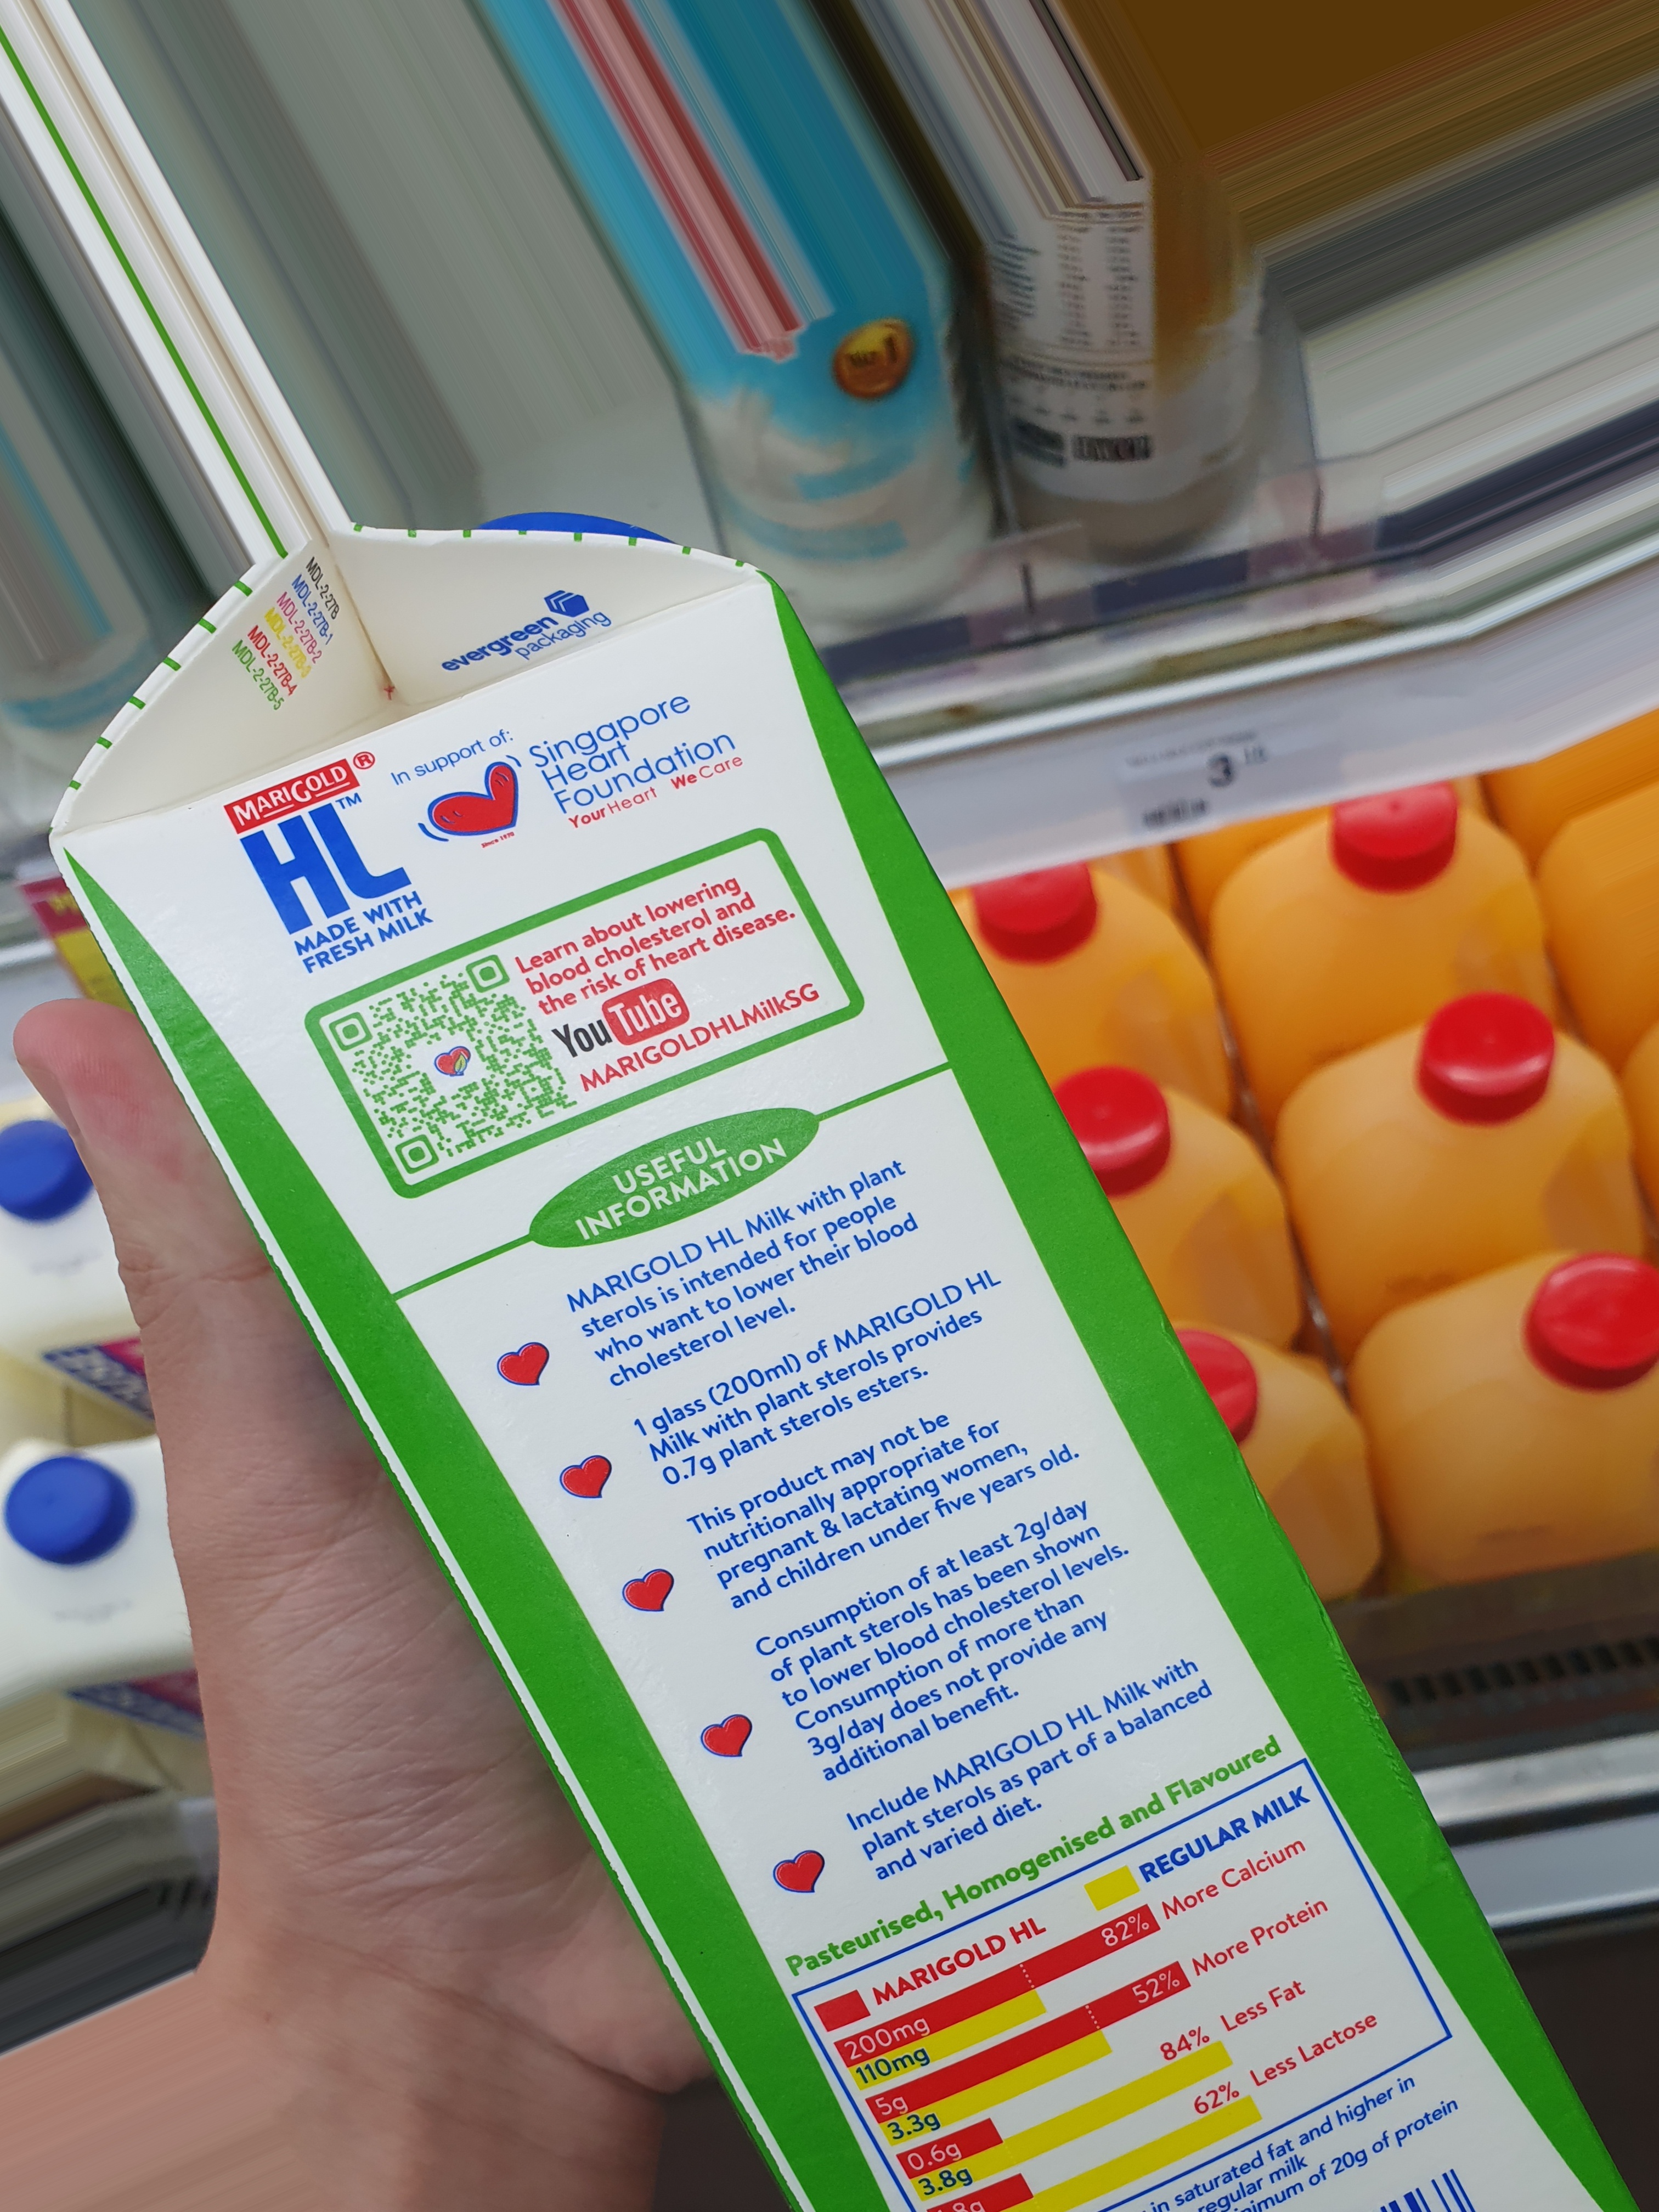 MDL-2-27B
MDL-2-27B-1
MDL-2-27B-2
MDL-2-27B-3
MDL-2-27B-4
MDL-2-27B-5
evergreen
packaging
MARIGOLD®
HL™
MADE WITH
FRESH MILK
In support of:
Singapore
Heart
Foundation
Your Heart We Care
Since 1970
Learn about lowering
blood cholesterol and
the risk of heart disease.
YouTube
MARIGOLDHLMilkSG
USEFUL
INFORMATION
MARIGOLD HL Milk with plant
sterols is intended for people
who want to lower their blood
cholesterol level.
1 glass (200ml) of MARIGOLD HL
Milk with plant sterols provides
0.7g plant sterols esters.
This product may not be
nutritionally appropriate for
pregnant & lactating women,
and children under five years old.
Consumption of at least 2g/day
of plant sterols has been shown
to lower blood cholesterol levels.
Consumption of more than
3g/day does not provide any
additional benefit.
Include MARIGOLD HL Milk with
plant sterols as part of a balanced
and varied diet.
Pasteurised, Homogenised and Flavoured
MARIGOLD HL REGULAR MILK
200mg 82% More Calcium
110mg
5g 52% More Protein
3.3g
0.6g 84% Less Fat
3.8g
62% Less Lactose
in saturated fat and higher in
regular milk
of 20g of protein
No.1
3